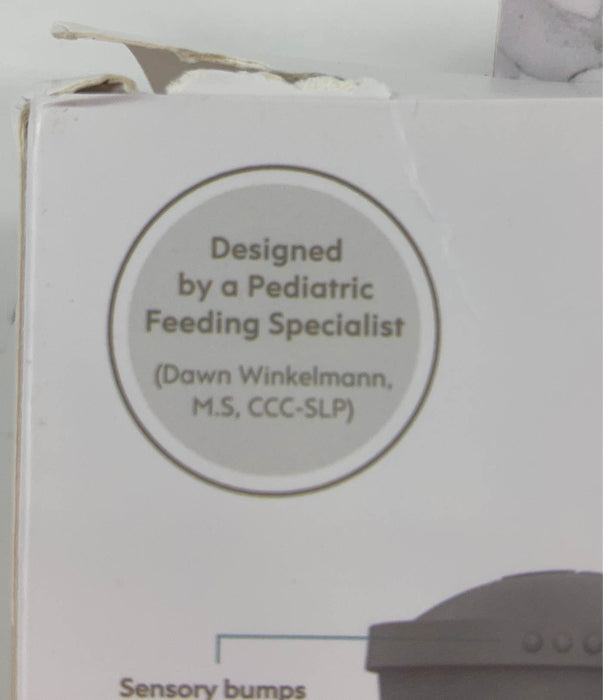 Designed
by a Pediatric
Feeding Specialist
(Dawn Winkelmann,
M.S, CCC-SLP)
Sensory bumps